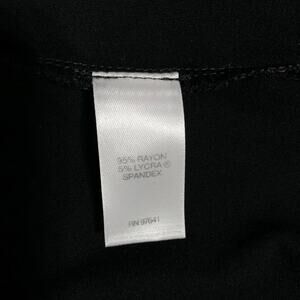 95% RAYON
5% LYCRA ®
SPANDEX
RN 97641